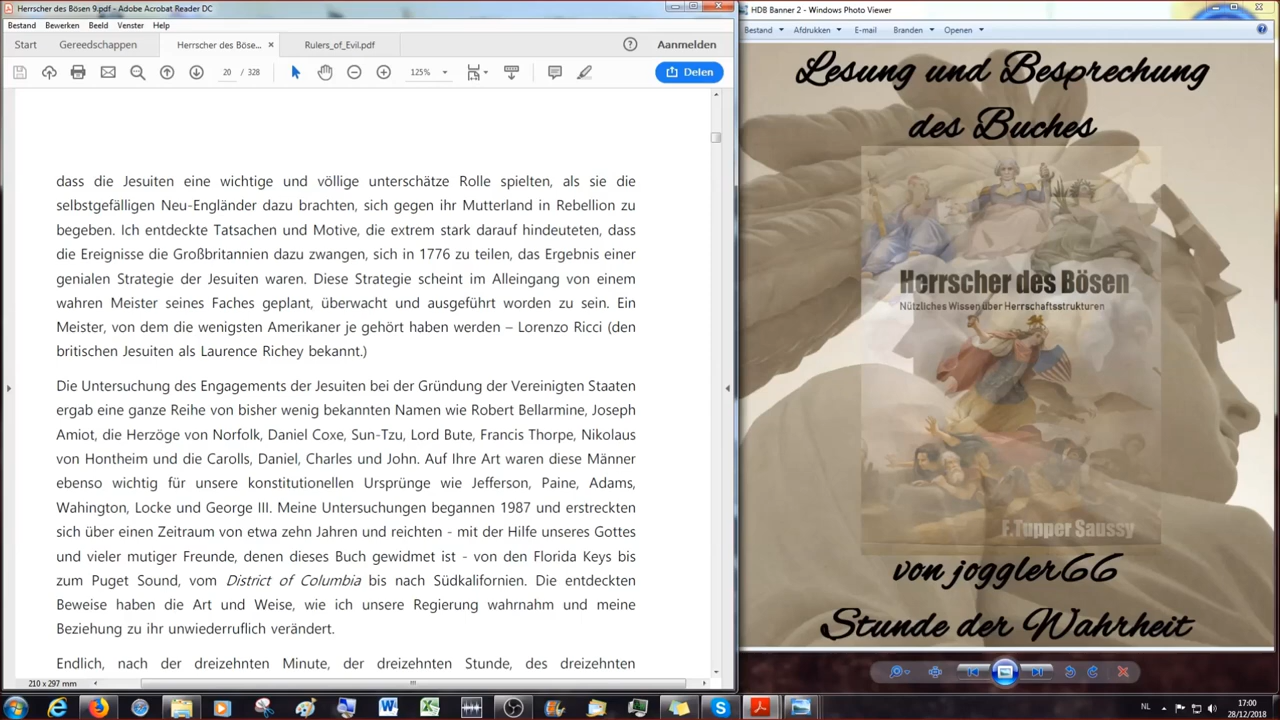 Herrscher des Bösen 9.pdf - Adobe Acrobat Reader DC
Bestand Bewerken Beeld Venster Help
Start Gereedschappen Herrscher des Böse... × Rulers_of_Evil.pdf Aanmelden
20 / 328 125% Delen
dass die Jesuiten eine wichtige und völlige unterschätze Rolle spielten, als sie die
selbstgefälligen Neu-Engländer dazu brachten, sich gegen ihr Mutterland in Rebellion zu
begeben. Ich entdeckte Tatsachen und Motive, die extrem stark darauf hindeuteten, dass
die Ereignisse die Großbritannien dazu zwangen, sich in 1776 zu teilen, das Ergebnis einer
genialen Strategie der Jesuiten waren. Diese Strategie scheint im Alleingang von einem
wahren Meister seines Faches geplant, überwacht und ausgeführt worden zu sein. Ein
Meister, von dem die wenigsten Amerikaner je gehört haben werden – Lorenzo Ricci (den
britischen Jesuiten als Laurence Richey bekannt.)
Die Untersuchung des Engagements der Jesuiten bei der Gründung der Vereinigten Staaten
ergab eine ganze Reihe von bisher wenig bekannten Namen wie Robert Bellarmine, Joseph
Amiot, die Herzöge von Norfolk, Daniel Coxe, Sun-Tzu, Lord Bute, Francis Thorpe, Nikolaus
von Hontheim und die Carolls, Daniel, Charles und John. Auf Ihre Art waren diese Männer
ebenso wichtig für unsere konstitutionellen Ursprünge wie Jefferson, Paine, Adams,
Wahington, Locke und George III. Meine Untersuchungen begannen 1987 und erstreckten
sich über einen Zeitraum von etwa zehn Jahren und reichten - mit der Hilfe unseres Gottes
und vieler mutiger Freunde, denen dieses Buch gewidmet ist - von den Florida Keys bis
zum Puget Sound, vom District of Columbia bis nach Südkalifornien. Die entdeckten
Beweise haben die Art und Weise, wie ich unsere Regierung wahrnahm und meine
Beziehung zu ihr unwiederruflich verändert.
Endlich, nach der dreizehnten Minute, der dreizehnten Stunde, des dreizehnten
210 x 297 mm
HDB Banner 2 - Windows Photo Viewer
Bestand Afdrukken E-mail Branden Openen
Lesung und Besprechung
des Buches
Herrscher des Bösen
Nützliches Wissen über Herrschaftsstrukturen
F.Tupper Saussy
von joggler66
Stunde der Wahrheit
NL 17:00
28/12/2018